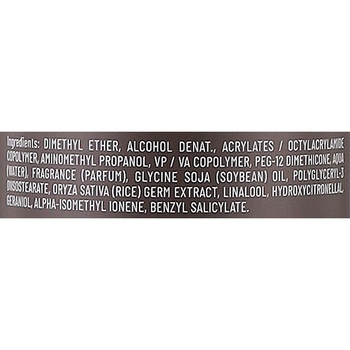 Ingredients: DIMETHYL ETHER, ALCOHOL DENAT., ACRYLATES / OCTYLACRYLAMIDE
COPOLYMER, AMINOMETHYL PROPANOL, VP / VA COPOLYMER, PEG-12 DIMETHICONE, AQUA
(WATER), FRAGRANCE (PARFUM), GLYCINE SOJA (SOYBEAN) OIL, POLYGLYCERYL-3
DIISOSTEARATE, ORYZA SATIVA (RICE) GERM EXTRACT, LINALOOL, HYDROXYCITRONELLAL,
GERANIOL, ALPHA-ISOMETHYL IONENE, BENZYL SALICYLATE.